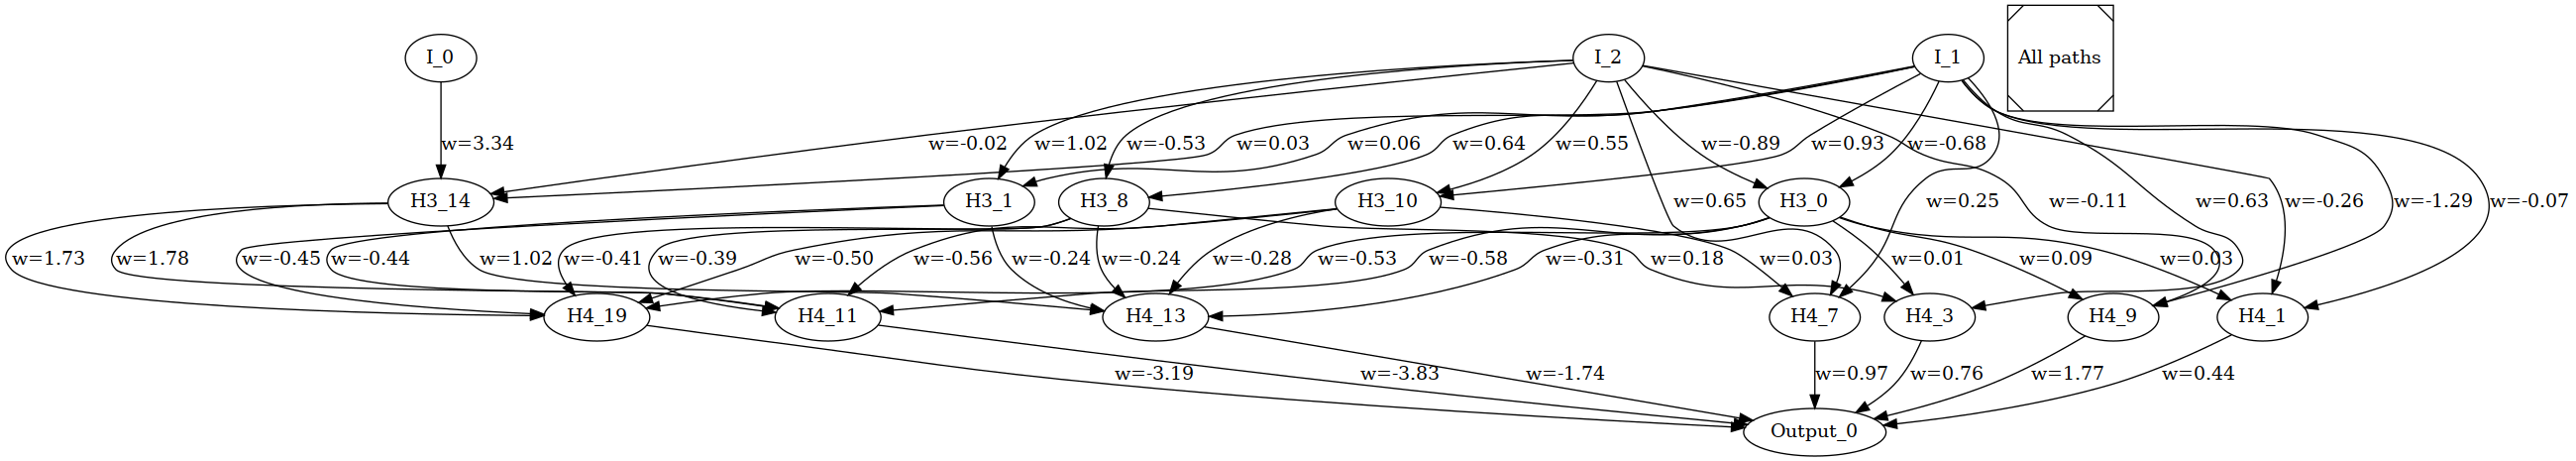 I_0
I_2
I_1
All paths
w=3.34
w=-0.02
w=1.02
w=-0.53
w=0.03
w=0.06
w=0.64
w=0.55
w=-0.89
w=0.93
w=-0.68
H3_14
H3_1
H3_8
H3_10
w=0.65
H3_0
w=0.25
w=-0.11
w=0.63
w=-0.26
w=-1.29
w=-0.07
w=1.73
w=1.78
w=-0.45
w=-0.44
w=1.02
w=-0.41
w=-0.39
w=-0.50
w=-0.56
w=-0.24
w=-0.24
w=-0.28
w=-0.53
w=-0.58
w=-0.31
w=0.18
w=0.03
w=0.01
w=0.09
w=0.03
H4_19
H4_11
H4_13
H4_7
H4_3
H4_9
H4_1
w=-3.19
w=-3.83
w=-1.74
w=0.97
w=0.76
w=1.77
w=0.44
Output_0